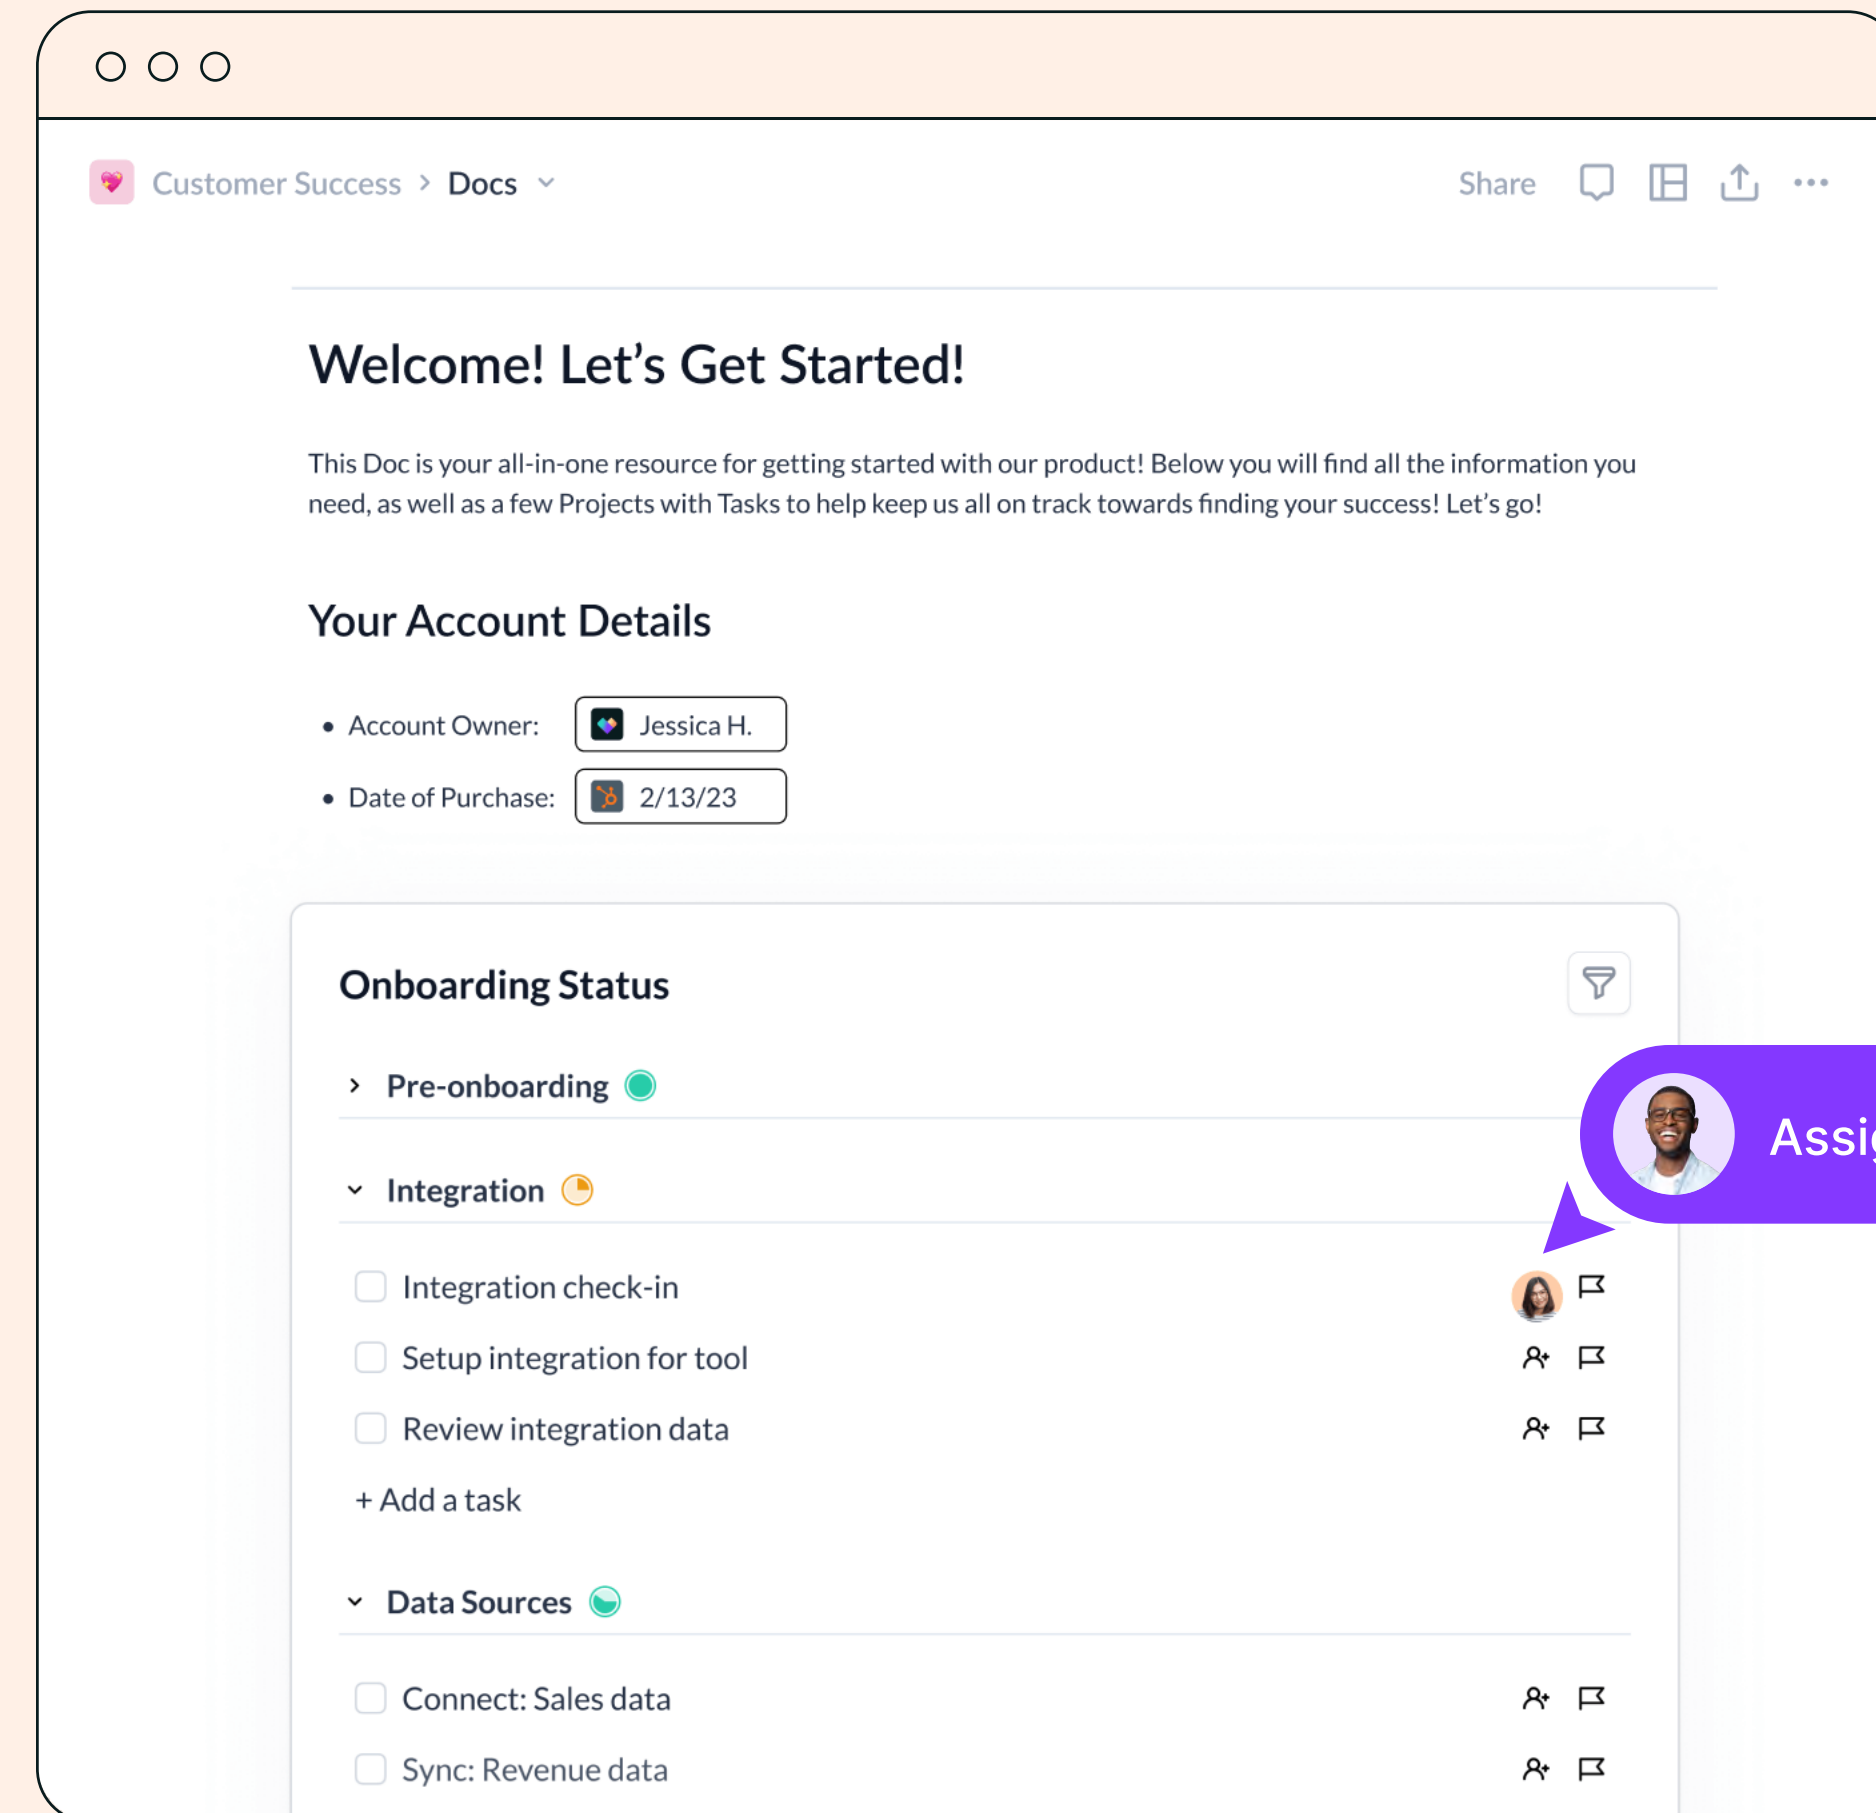 Customer Success > Docs
Share
Welcome! Let’s Get Started!
This Doc is your all-in-one resource for getting started with our product! Below you will find all the information you
need, as well as a few Projects with Tasks to help keep us all on track towards finding your success! Let’s go!
Your Account Details
• Account Owner: Jessica H.
• Date of Purchase: 2/13/23
Onboarding Status
Pre-onboarding
Integration
Integration check-in
Setup integration for tool
Review integration data
+ Add a task
Data Sources
Connect: Sales data
Sync: Revenue data